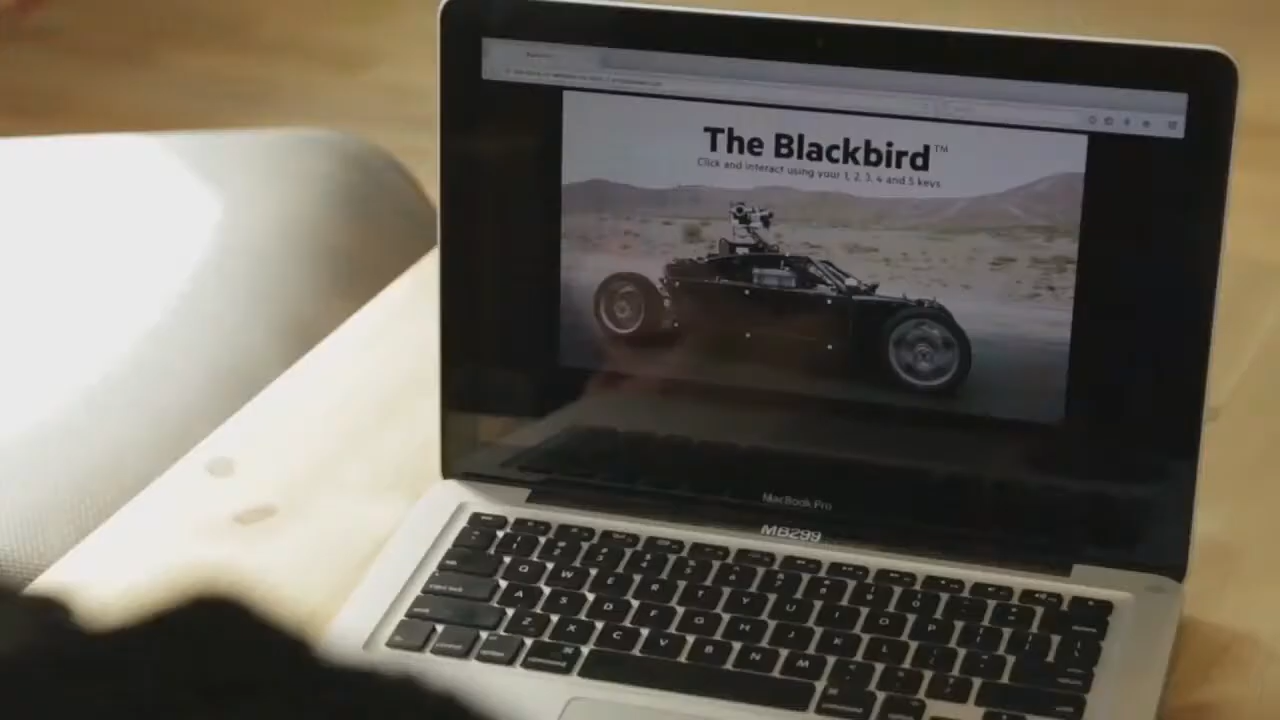 The Blackbird™
Click and interact using your 1, 2, 3, 4 and 5 keys
MacBook Pro
MB299
Q W E R T Y U I O P
A S D F G H J K L
Z X C V B N M